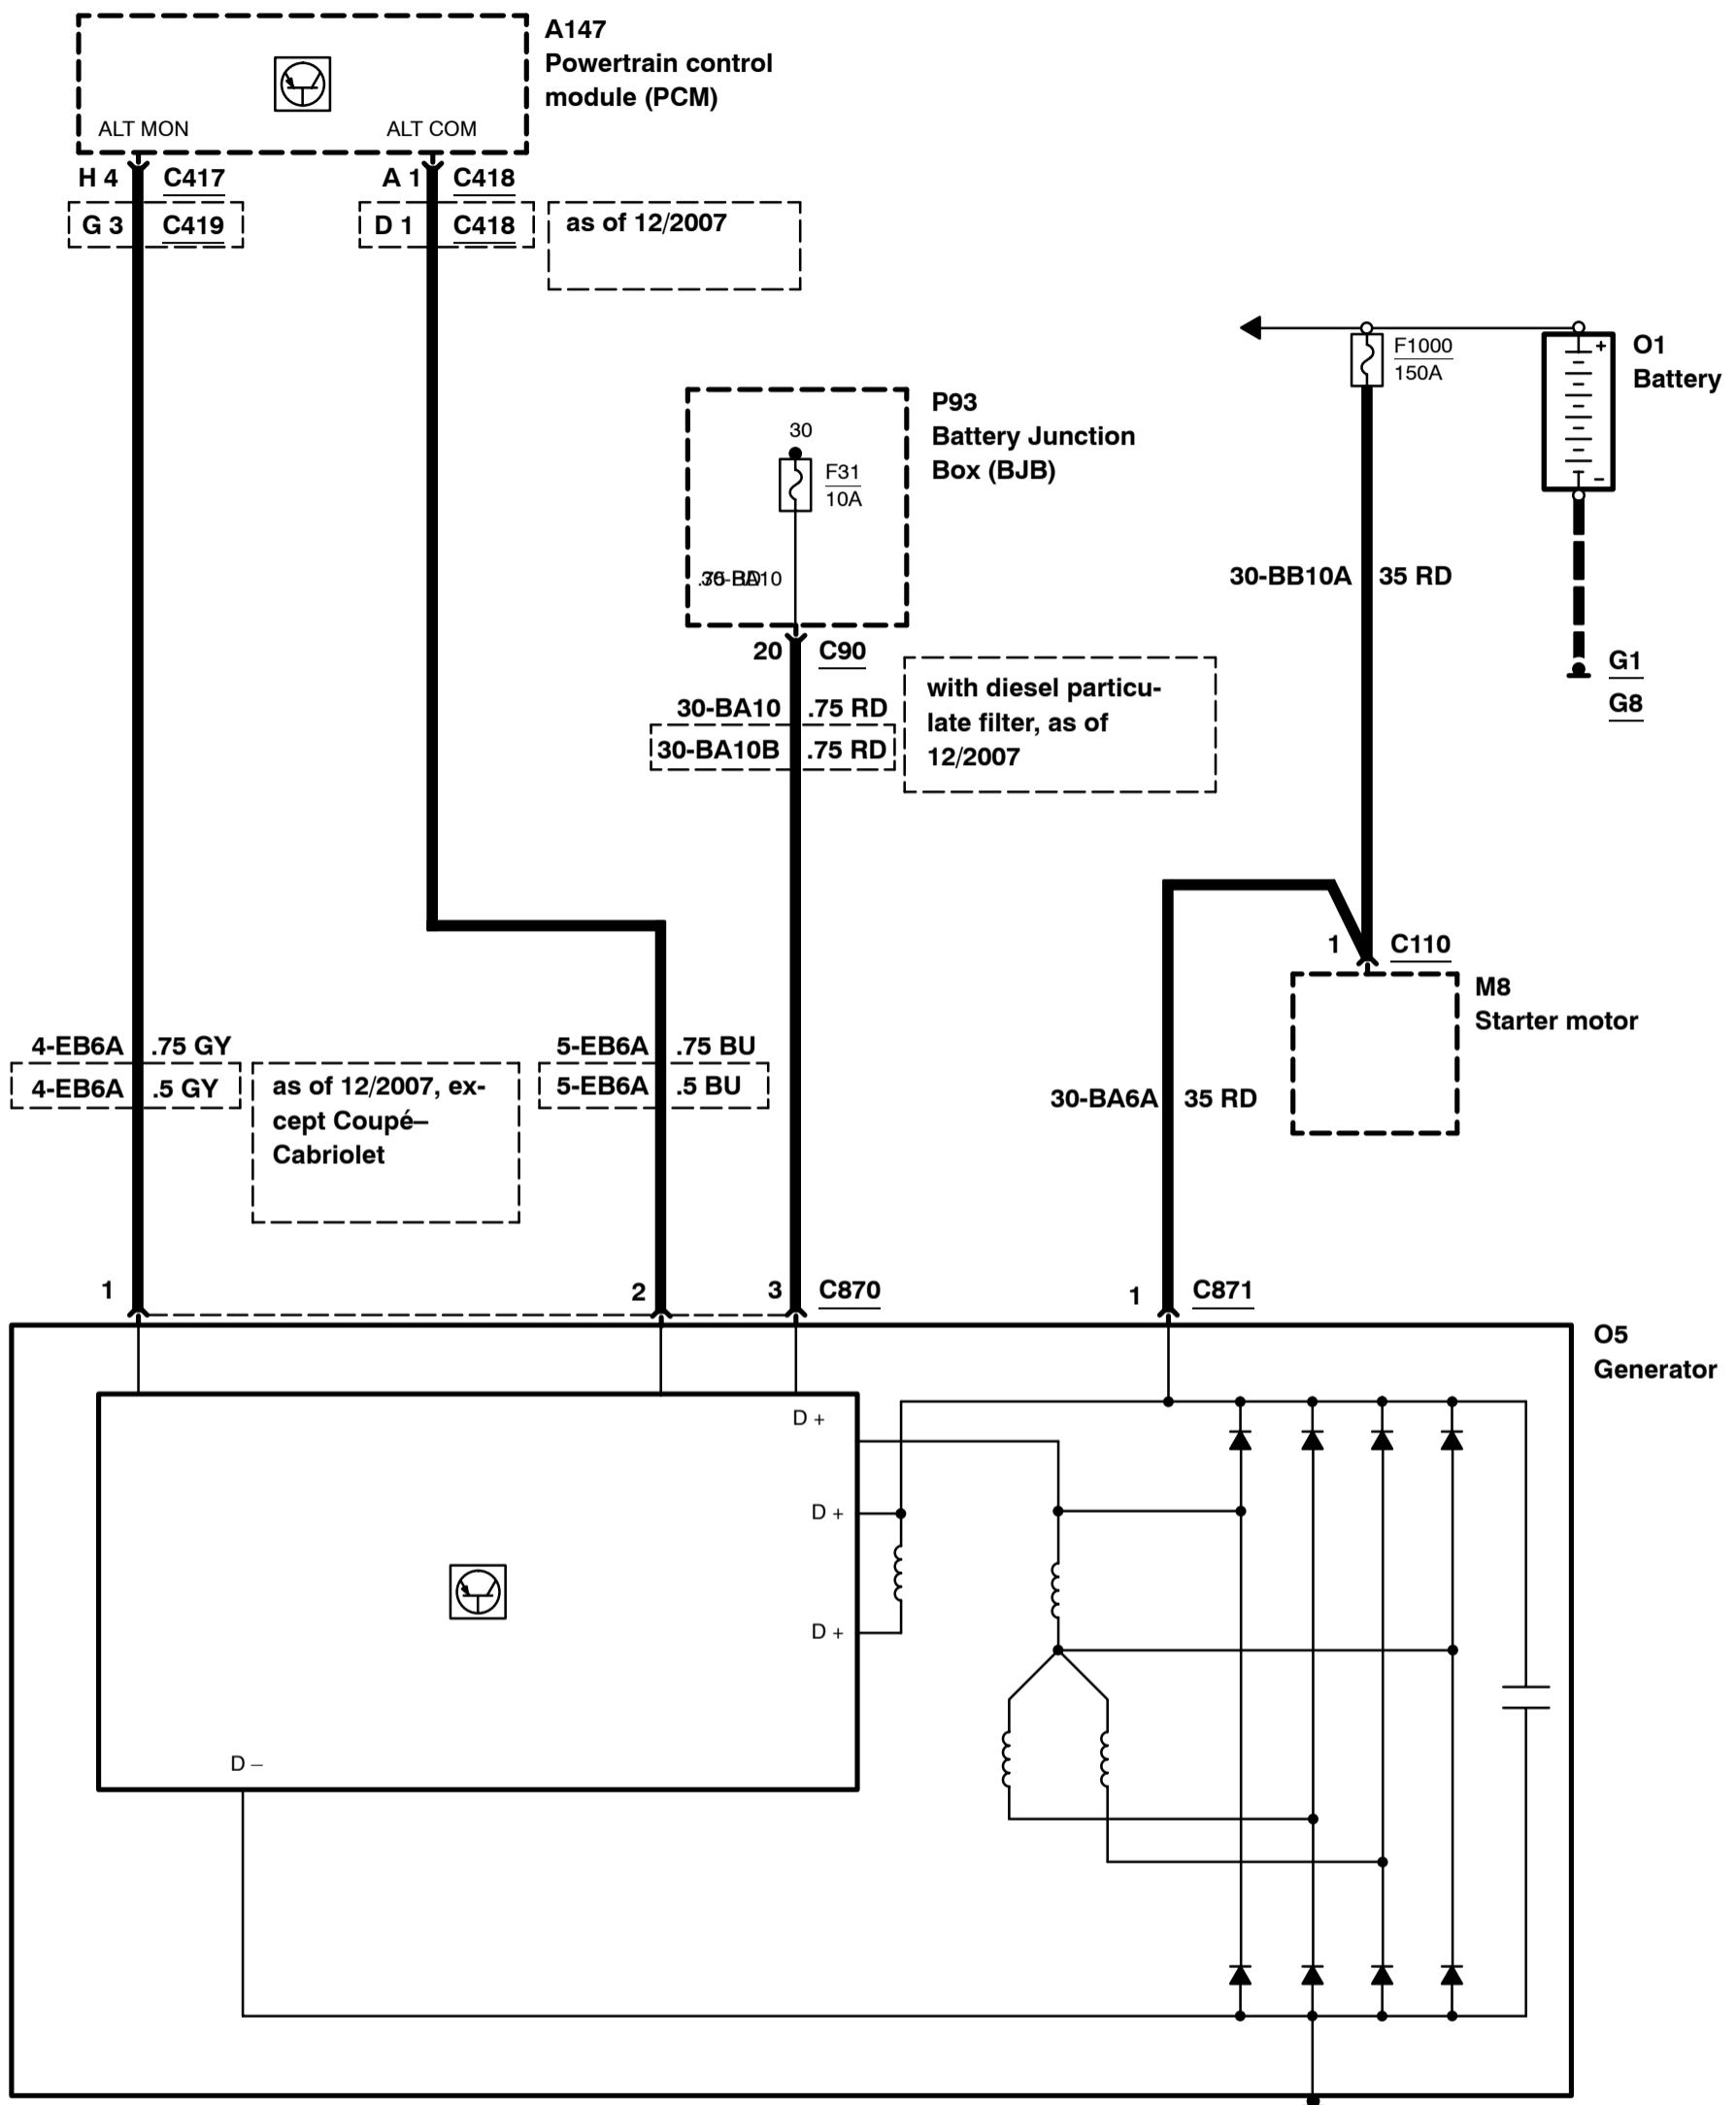 A147
Powertrain control
module (PCM)
ALT MON
ALT COM
H 4 C417
A 1 C418
G 3 C419
D 1 C418
as of 12/2007
F1000
150A
+
–
O1
Battery
P93
Battery Junction
Box (BJB)
30
F31
10A
20 C90
30-BB10A 35 RD
G1
G8
30-BA10 .75 RD
30-BA10B .75 RD
with diesel particu-
late filter, as of
12/2007
1 C110
M8
Starter motor
4-EB6A .75 GY
4-EB6A .5 GY
as of 12/2007, ex-
cept Coupé–
Cabriolet
5-EB6A .75 BU
5-EB6A .5 BU
30-BA6A 35 RD
1
2
3 C870
1 C871
O5
Generator
D +
D +
D +
D –